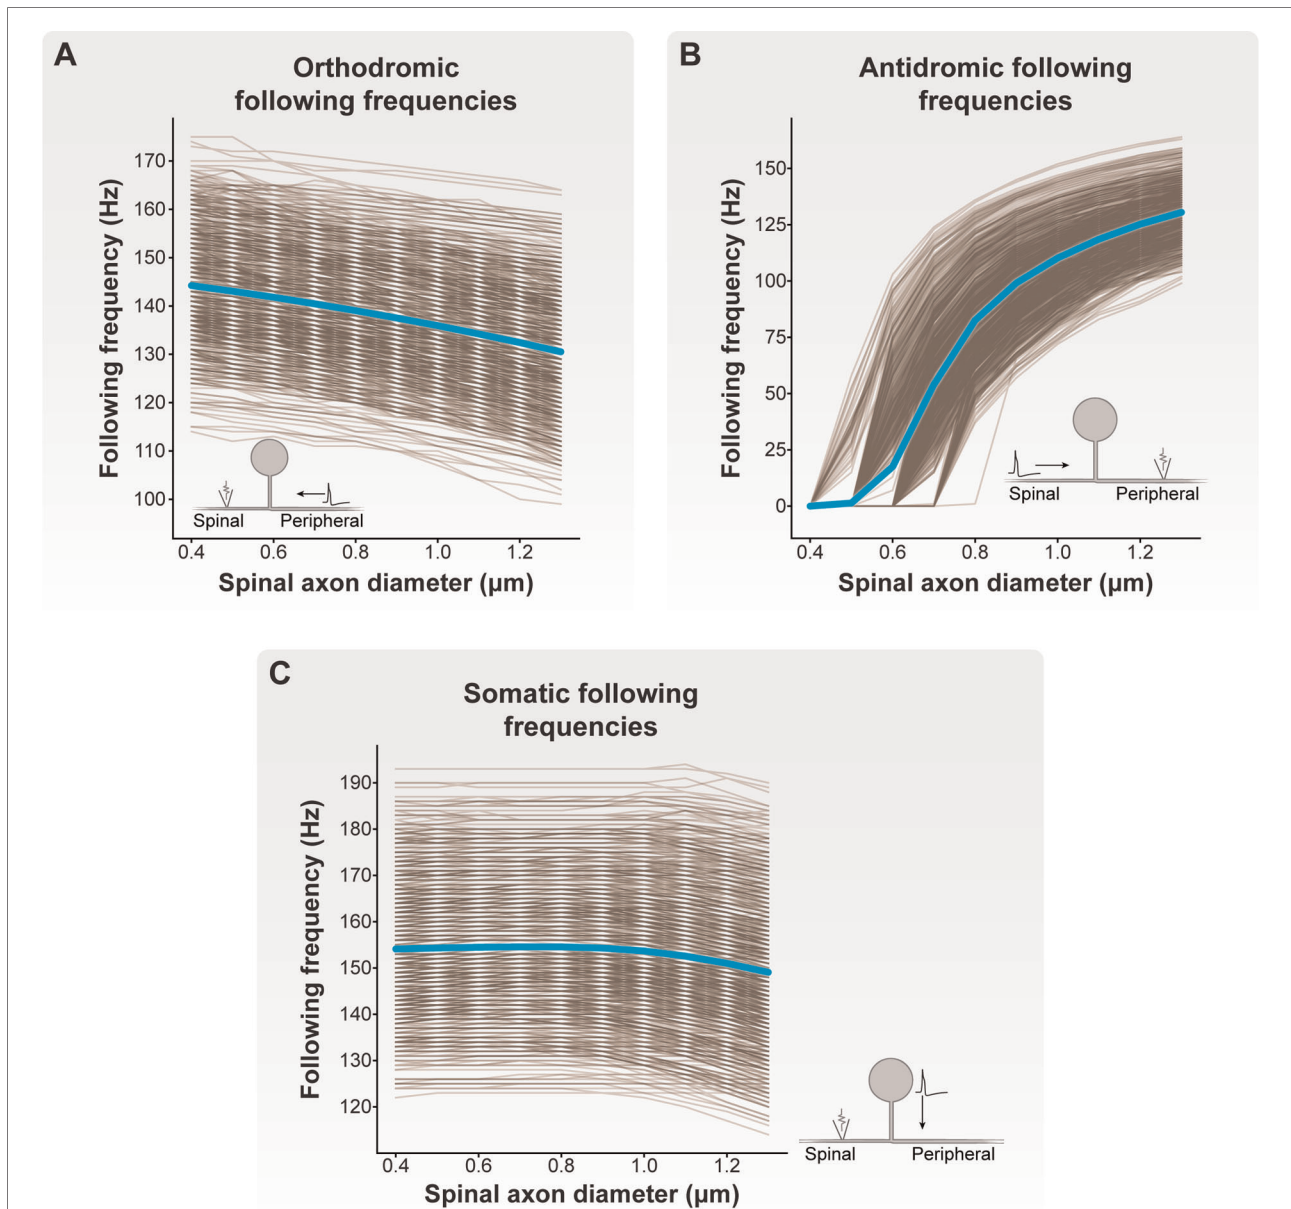 A
Orthodromic
following frequencies
Following frequency (Hz)
170
160
150
140
130
120
110
100
Spinal
Peripheral
0.4
0.6
0.8
1.0
1.2
Spinal axon diameter (µm)
B
Antidromic following
frequencies
Following frequency (Hz)
150
125
100
75
50
25
0
Spinal
Peripheral
0.4
0.6
0.8
1.0
1.2
Spinal axon diameter (µm)
C
Somatic following
frequencies
Following frequency (Hz)
190
180
170
160
150
140
130
120
0.4
0.6
0.8
1.0
1.2
Spinal axon diameter (µm)
Spinal
Peripheral